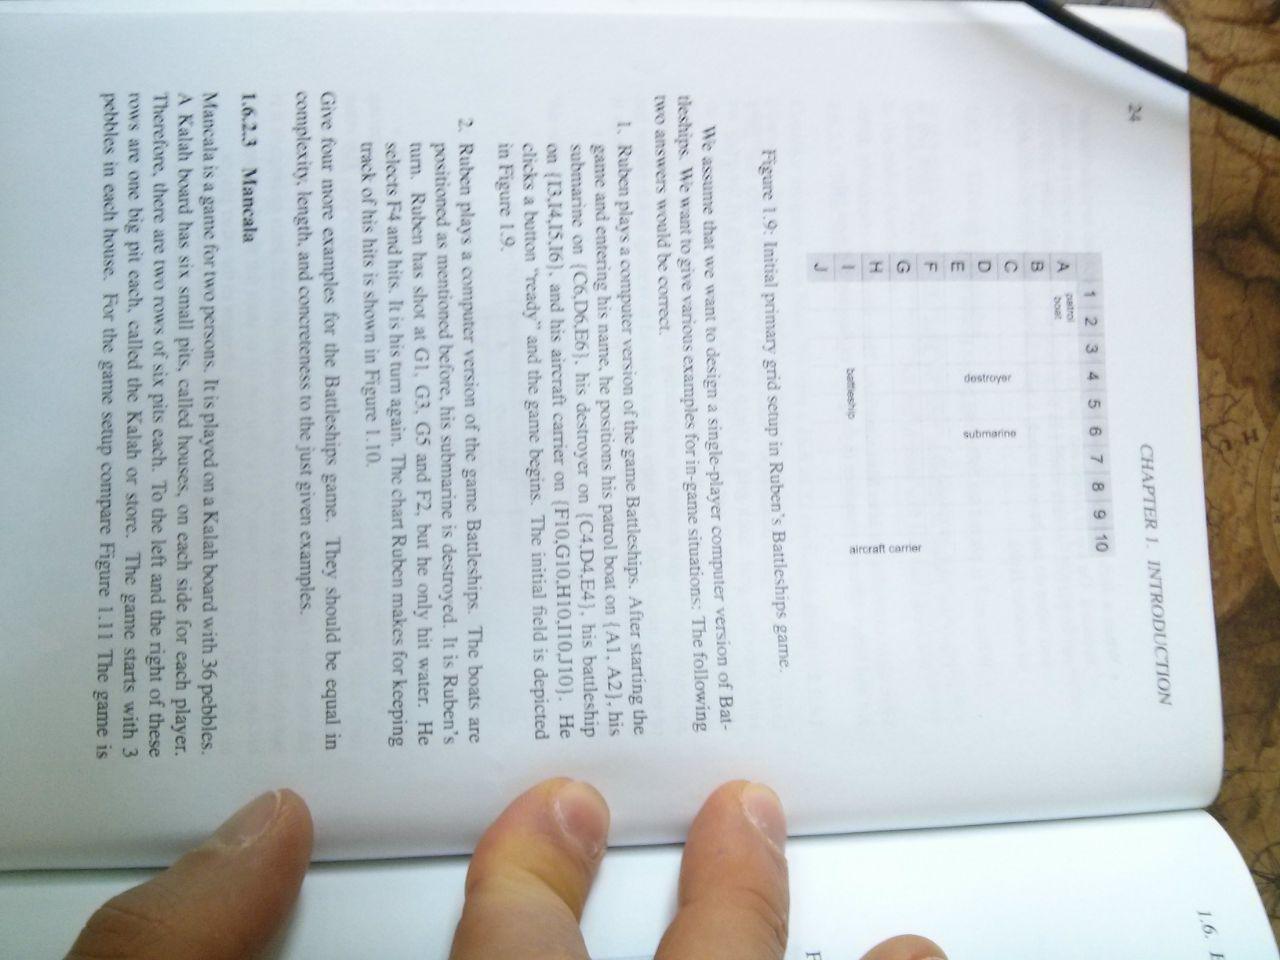 24
CHAPTER 1. INTRODUCTION
1.6.
1 2 3 4 5 6 7 8 9 10
A patrol
boat
B
C
D destroyer submarine
E
F
G
H aircraft carrier
I battleship
J
Figure 1.9: Initial primary grid setup in Ruben's Battleships game.
We assume that we want to design a single-player computer version of Bat-
tleships. We want to give various examples for in-game situations: The following
two answers would be correct.
1. Ruben plays a computer version of the game Battleships. After starting the
game and entering his name, he positions his patrol boat on {A1, A2}, his
submarine on {C6,D6,E6}, his destroyer on {C4,D4,E4}, his battleship
on {I3,I4,I5,I6}, and his aircraft carrier on {F10,G10,H10,I10,J10}. He
clicks a button "ready" and the game begins. The initial field is depicted
in Figure 1.9.
2. Ruben plays a computer version of the game Battleships. The boats are
positioned as mentioned before, his submarine is destroyed. It is Ruben's
turn. Ruben has shot at G1, G3, G5 and F2, but he only hit water. He
selects F4 and hits. It is his turn again. The chart Ruben makes for keeping
track of his hits is shown in Figure 1.10.
Give four more examples for the Battleships game. They should be equal in
complexity, length, and concreteness to the just given examples.
1.6.2.3 Mancala
Mancala is a game for two persons. It is played on a Kalah board with 36 pebbles.
A Kalah board has six small pits, called houses, on each side for each player.
Therefore, there are two rows of six pits each. To the left and the right of these
rows are one big pit each, called the Kalah or store. The game starts with 3
pebbles in each house. For the game setup compare Figure 1.11 The game is